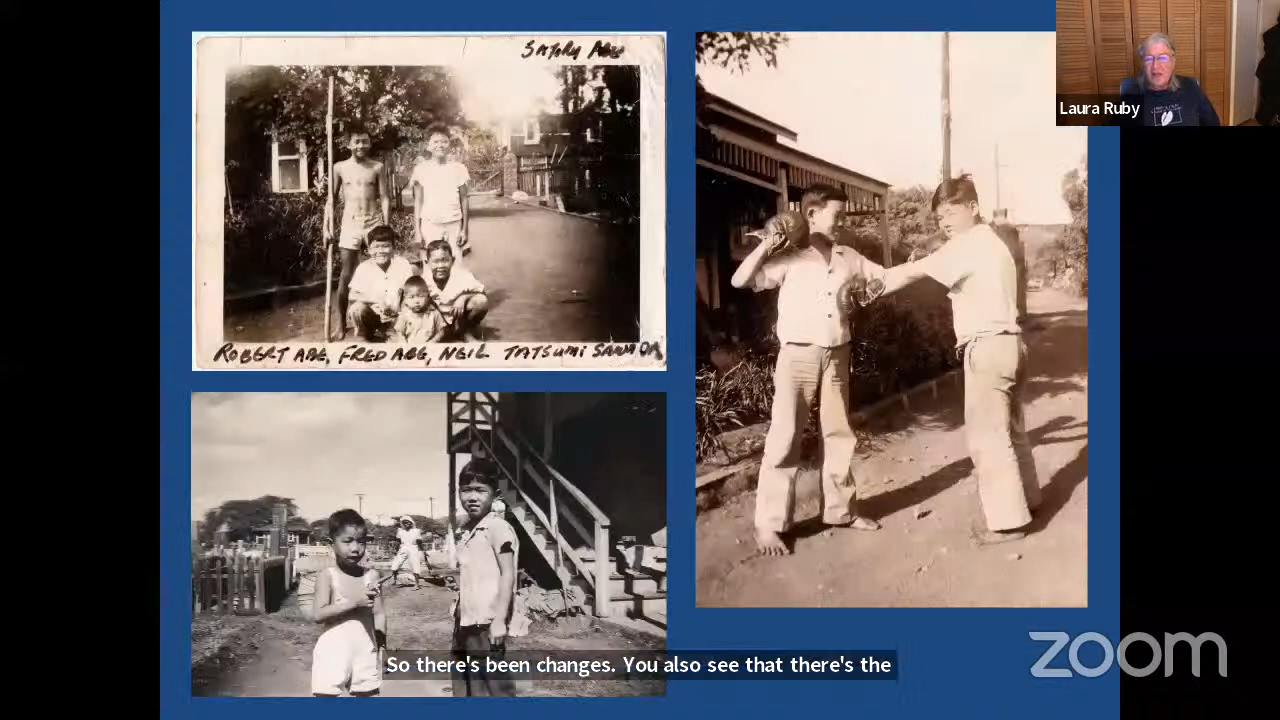 SATORU ABE
ROBERT ABE, FRED ABE, NEIL TATSUMI
Laura Ruby
So there's been changes. You also see that there's the
zoom